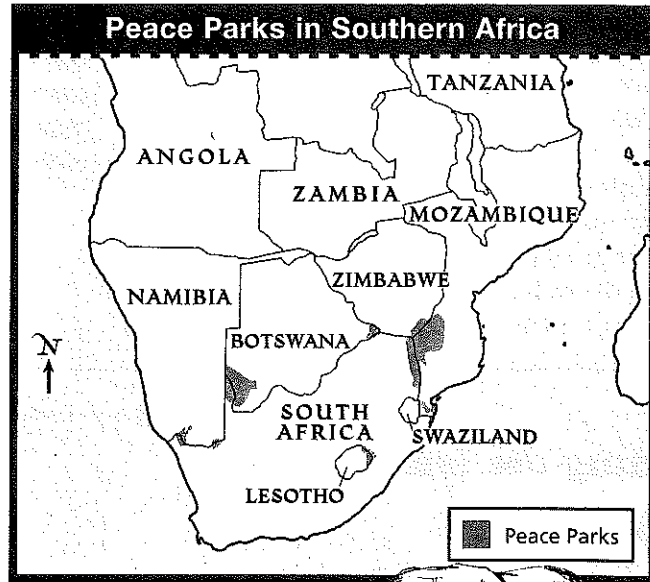 Peace Parks in Southern Africa
TANZANIA
ANGOLA
ZAMBIA
MOZAMBIQUE
ZIMBABWE
NAMIBIA
BOTSWANA
N
SOUTH
AFRICA
SWAZILAND
LESOTHO
Peace Parks